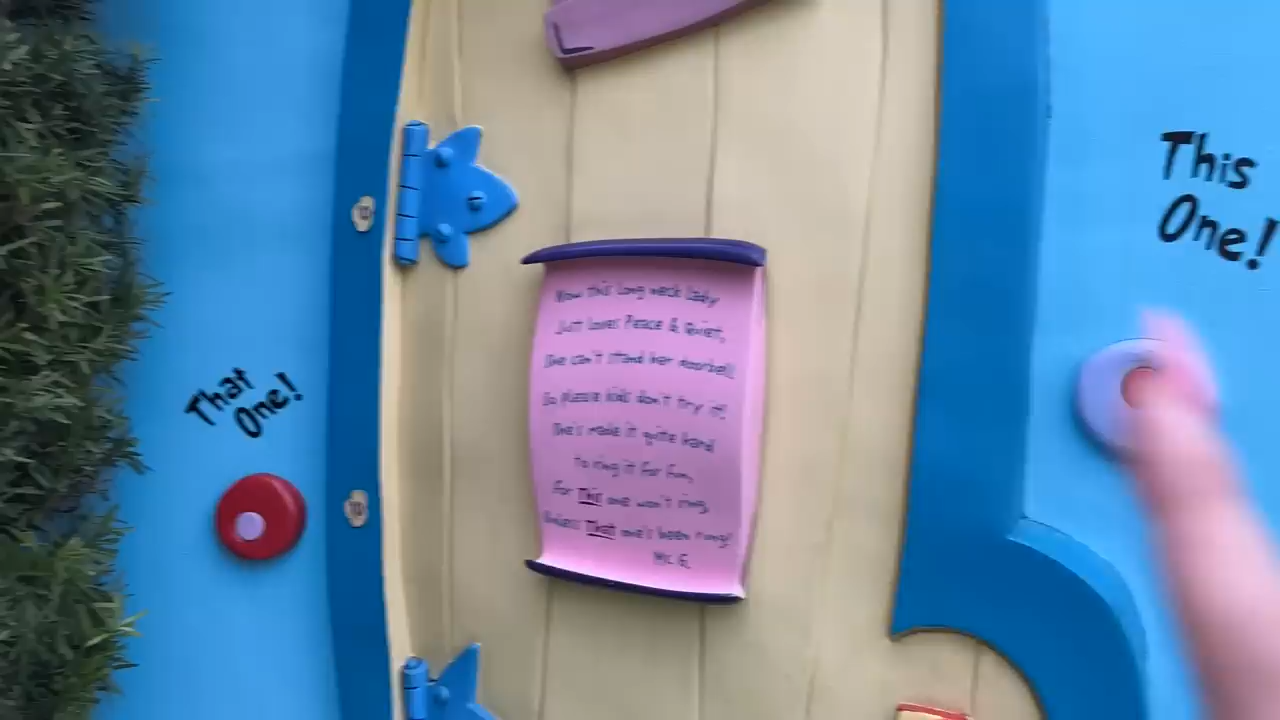 This
One!
That
One!
Now this Long neck Lady
Just loves Peace & Quiet,
She can't stand her doorbell
So please kids don't try it!
She's made it quite hard
to ring it for fun,
For This one won't ring,
Unless That one's been rung!
Mc G.